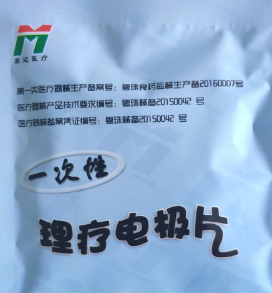 医疗
第一类医疗器械生产备案号：粤珠食药监械生产备20160007号
医疗器械产品技术要求编号：粤珠械备20150042 号
医疗器械备案凭证编号：粤珠械备20150042 号
一次性
理疗电极片